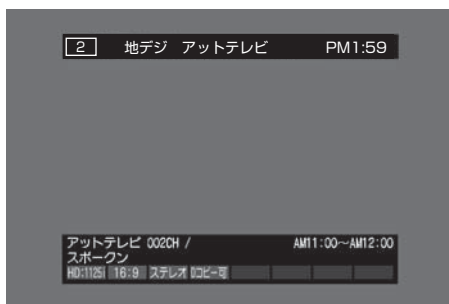 2 地デジ アットテレビ PM1:59
アットテレビ 002CH / AM11:00～AM12:00
スポークン
HD:1125i 16:9 ステレオ 0コピー可